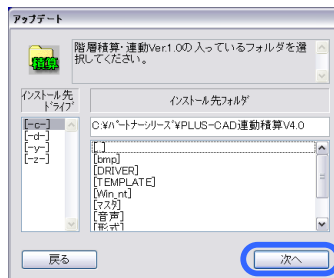 アップデート
階層積算・連動Ver.1.0の入っているフォルダを選
択してください。
積算
インストール先
ドライブ
インストール先フォルダ
[-c-]
[-d-]
[-y-]
[-z-]
C:¥パートナーシリーズ¥PLUS-CAD連動積算V4.0
[..]
[bmp]
[DRIVER]
[TEMPLATE]
[Win_nt]
[マスタ]
[音声]
[形式]
戻る
次へ